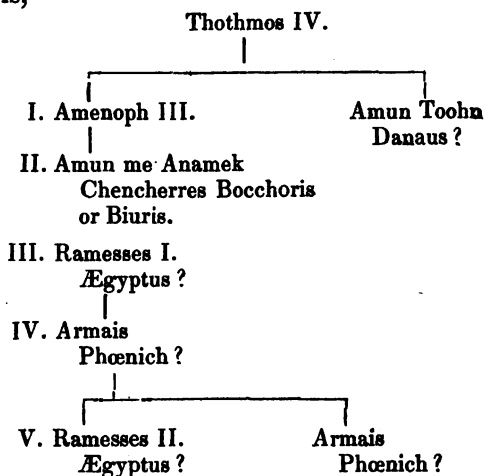 Thothmos IV.
I. Amenoph III.
Amun Toohn
Danaus ?
II. Amun me Anamek
Chencherres Bocchoris
or Biuris.
III. Ramesses I.
Ægyptus ?
IV. Armais
Phœnich ?
V. Ramesses II.
Ægyptus ?
Armais
Phœnich ?